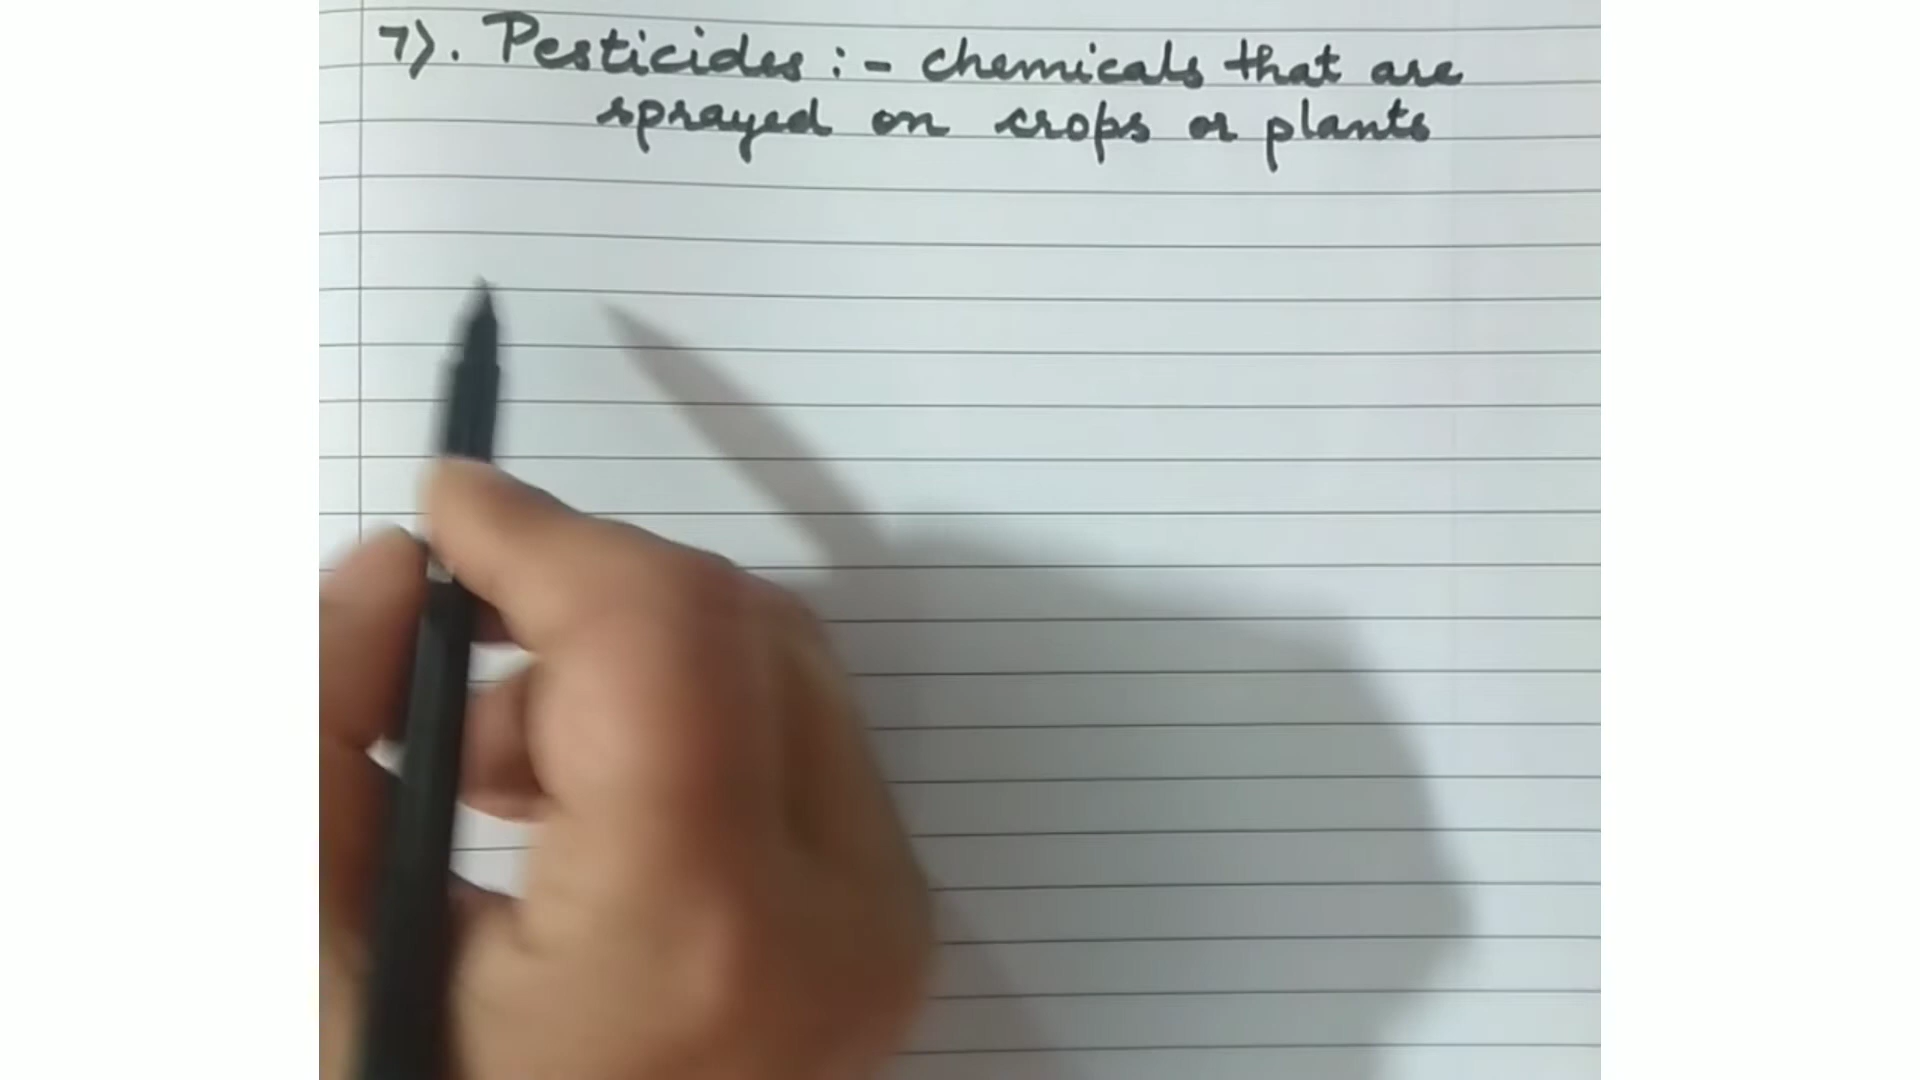 7). Pesticides :- chemicals that are
sprayed on crops or plants